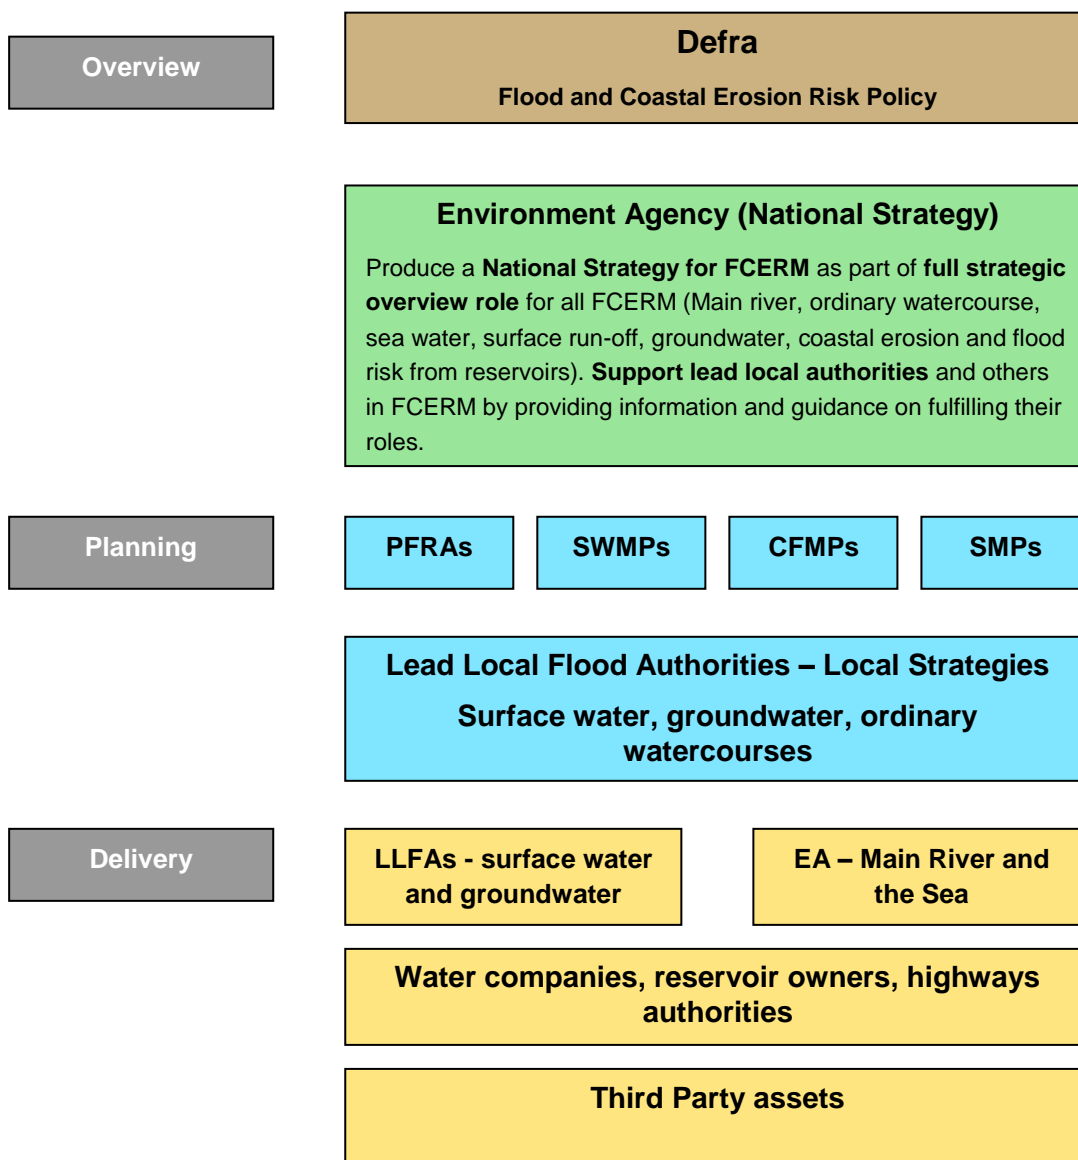 Overview
Defra
Flood and Coastal Erosion Risk Policy
Environment Agency (National Strategy)
Produce a National Strategy for FCERM as part of full strategic
overview role for all FCERM (Main river, ordinary watercourse,
sea water, surface run-off, groundwater, coastal erosion and flood
risk from reservoirs). Support lead local authorities and others
in FCERM by providing information and guidance on fulfilling their
roles.
Planning
PFRAs
SWMPs
CFMPs
SMPs
Lead Local Flood Authorities – Local Strategies
Surface water, groundwater, ordinary
watercourses
Delivery
LLFAs - surface water
and groundwater
EA – Main River and
the Sea
Water companies, reservoir owners, highways
authorities
Third Party assets